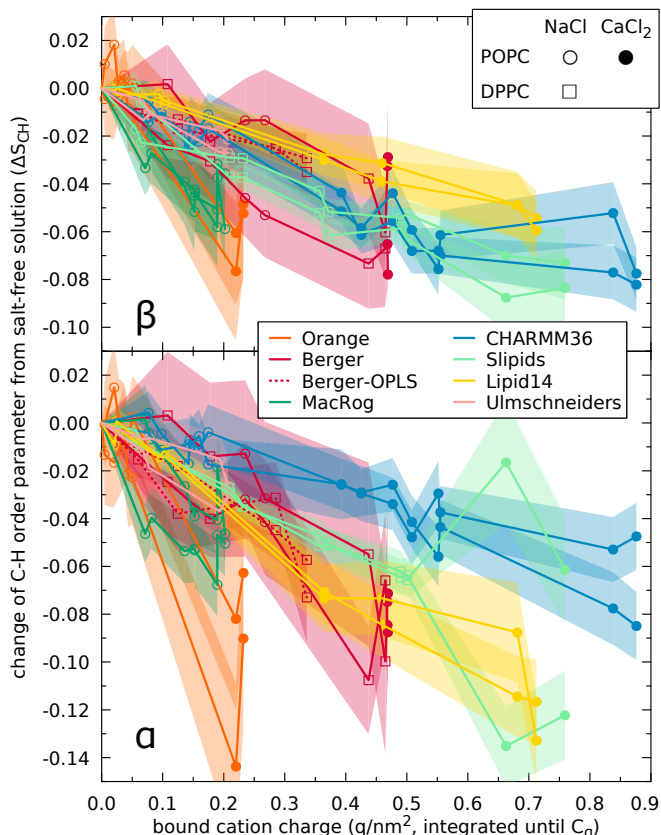 NaCl CaCl₂
POPC
DPPC
0.02
0.00
-0.02
-0.04
-0.06
-0.08
-0.10
β
change of C-H order parameter from salt-free solution (ΔS_CH)
Orange CHARMM36
Berger Slipids
Berger-OPLS Lipid14
MacRog Ulmschneiders
0.02
0.00
-0.02
-0.04
-0.06
-0.08
-0.10
-0.12
-0.14
α
0.0 0.1 0.2 0.3 0.4 0.5 0.6 0.7 0.8 0.9
bound cation charge (q/nm², integrated until C_α)